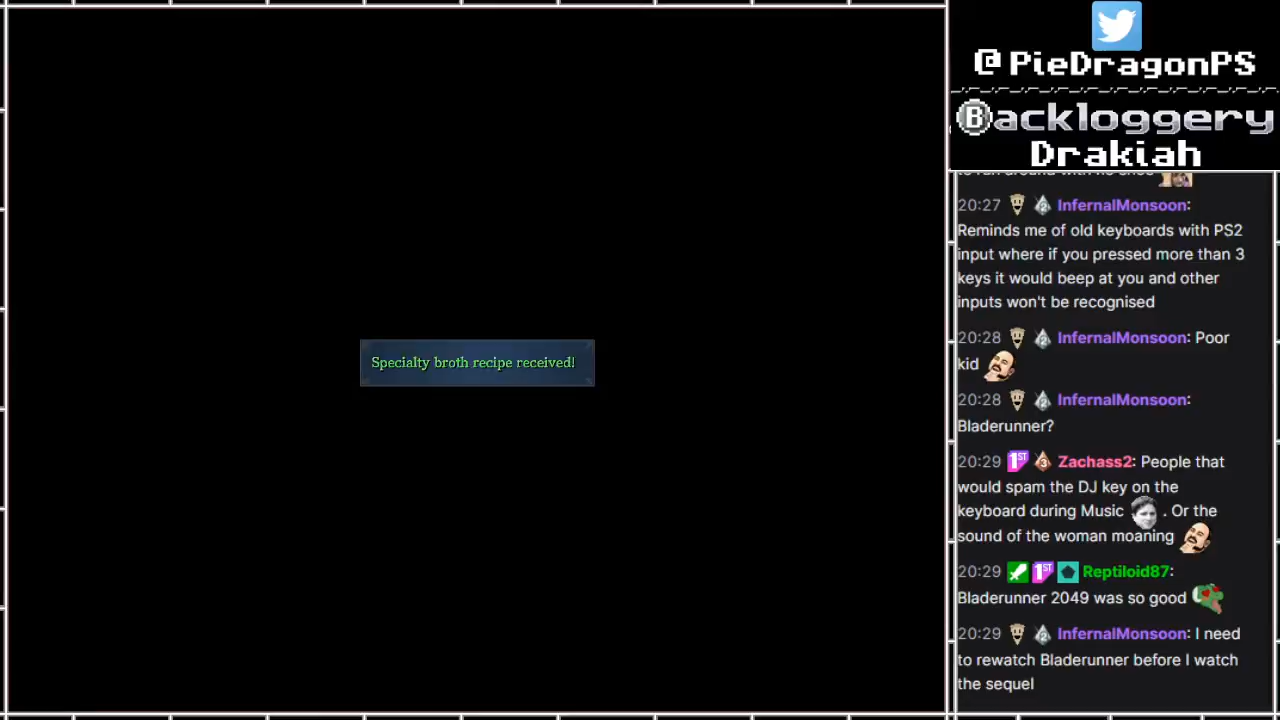 @PieDragonPS
Backloggery
Drakiah
Specialty broth recipe received!
20:27 InfernalMonsoon:
Reminds me of old keyboards with PS2
input where if you pressed more than 3
keys it would beep at you and other
inputs won't be recognised
20:28 InfernalMonsoon: Poor
kid
20:28 InfernalMonsoon:
Bladerunner?
20:29 1ST 3 Zachass2: People that
would spam the DJ key on the
keyboard during Music . Or the
sound of the woman moaning
20:29 1ST Reptiloid87:
Bladerunner 2049 was so good
20:29 InfernalMonsoon: I need
to rewatch Bladerunner before I watch
the sequel